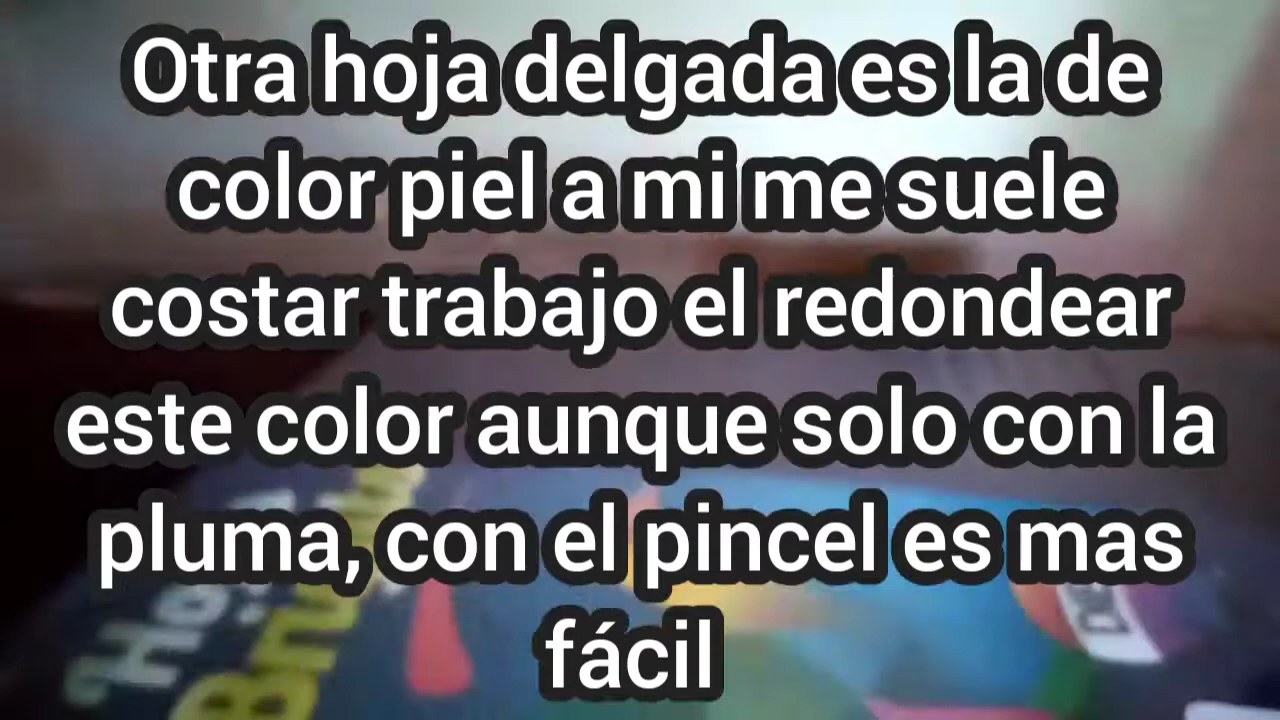 Otra hoja delgada es la de
color piel a mi me suele
costar trabajo el redondear
este color aunque solo con la
pluma, con el pincel es mas
fácil